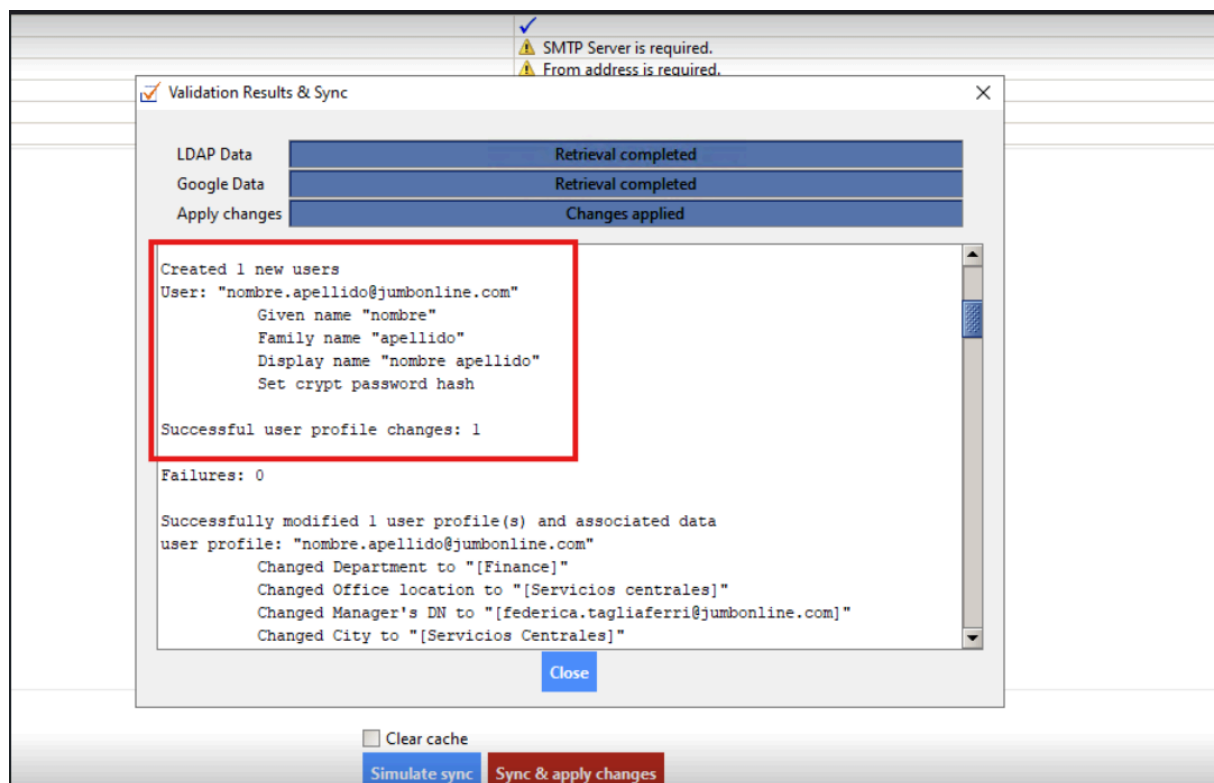 SMTP Server is required.
From address is required.
Validation Results & Sync
LDAP Data Retrieval completed
Google Data Retrieval completed
Apply changes Changes applied
Created 1 new users
User: "nombre.apellido@jumbonline.com"
Given name "nombre"
Family name "apellido"
Display name "nombre apellido"
Set crypt password hash
Successful user profile changes: 1
Failures: 0
Successfully modified 1 user profile(s) and associated data
user profile: "nombre.apellido@jumbonline.com"
Changed Department to "[Finance]"
Changed Office location to "[Servicios centrales]"
Changed Manager's DN to "[federica.tagliaferri@jumbonline.com]"
Changed City to "[Servicios Centrales]"
Close
Clear cache
Simulate sync Sync & apply changes